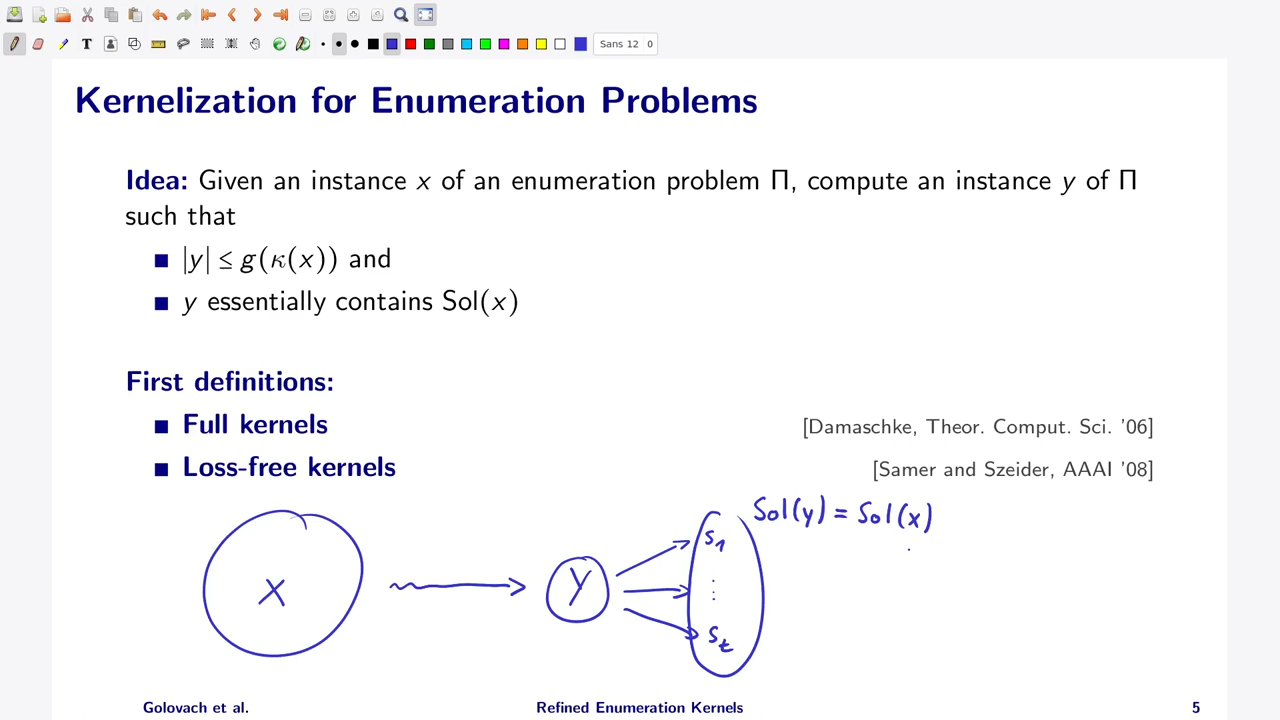 Sans 12 0
Kernelization for Enumeration Problems
Idea: Given an instance x of an enumeration problem Π, compute an instance y of Π
such that
|y| ≤ g(κ(x)) and
y essentially contains Sol(x)
First definitions:
Full kernels [Damaschke, Theor. Comput. Sci. '06]
Loss-free kernels [Samer and Szeider, AAAI '08]
Sol(y) = Sol(x)
s₁
X
Y
⋮
sₜ
Golovach et al. Refined Enumeration Kernels 5